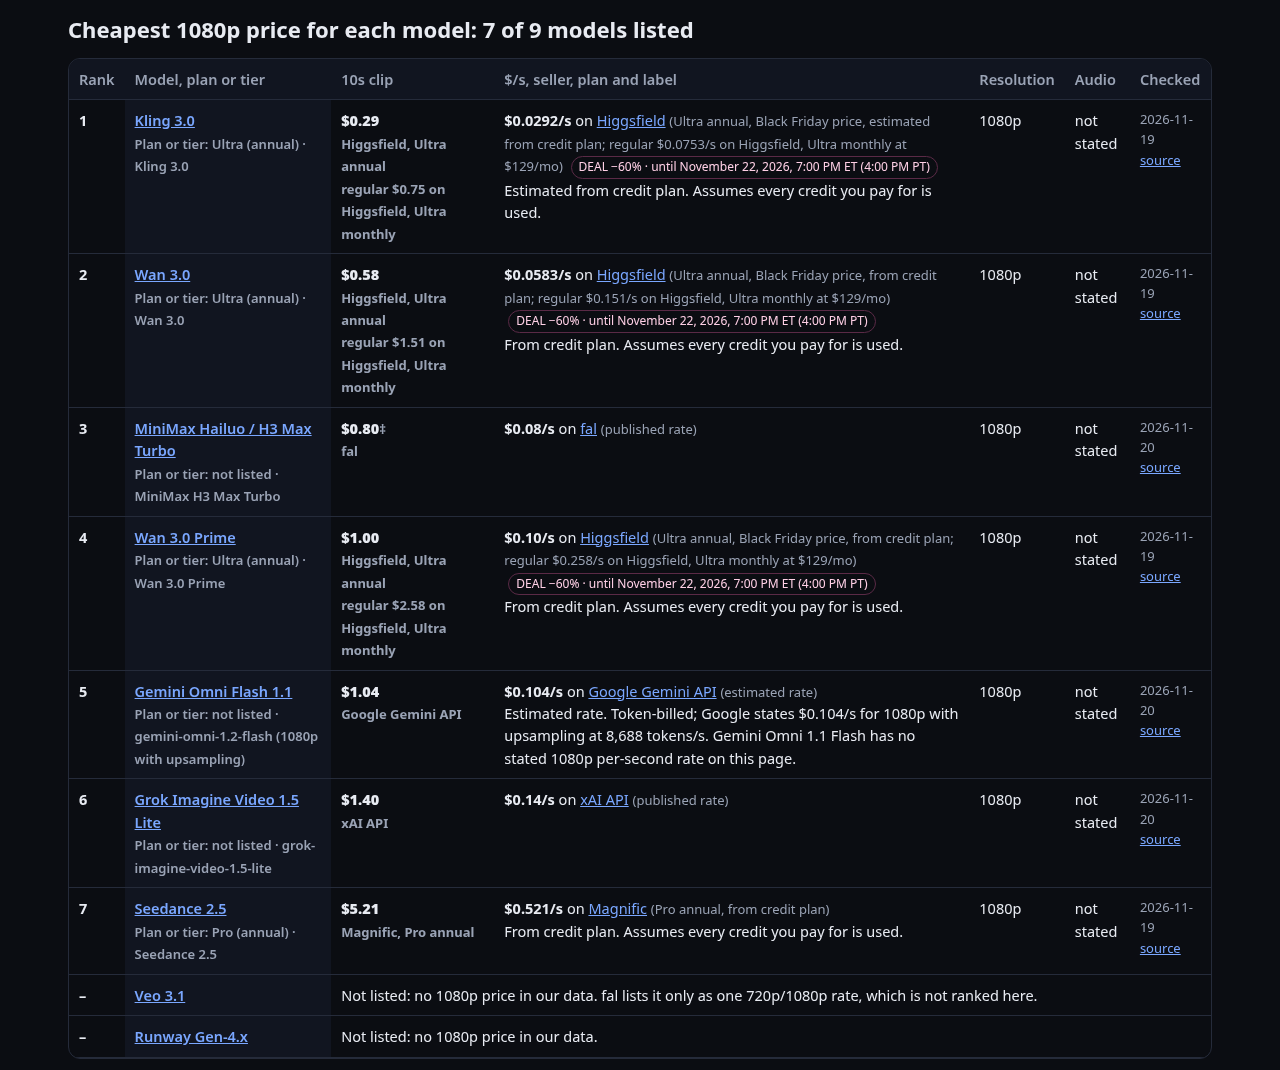 Cheapest 1080p price for each model: 7 of 9 models listed
Rank
Model, plan or tier
10s clip
$/s, seller, plan and label
Resolution
Audio
Checked
1
Kling 3.0
Plan or tier: Ultra (annual) ·
Kling 3.0
$0.29
Higgsfield, Ultra
annual
regular $0.75 on
Higgsfield, Ultra
monthly
$0.0292/s on Higgsfield (Ultra annual, Black Friday price, estimated
from credit plan; regular $0.0753/s on Higgsfield, Ultra monthly at
$129/mo) DEAL −60% · until November 22, 2026, 7:00 PM ET (4:00 PM PT)
Estimated from credit plan. Assumes every credit you pay for is
used.
1080p
not
stated
2026-11-
19
source
2
Wan 3.0
Plan or tier: Ultra (annual) ·
Wan 3.0
$0.58
Higgsfield, Ultra
annual
regular $1.51 on
Higgsfield, Ultra
monthly
$0.0583/s on Higgsfield (Ultra annual, Black Friday price, from credit
plan; regular $0.151/s on Higgsfield, Ultra monthly at $129/mo)
DEAL −60% · until November 22, 2026, 7:00 PM ET (4:00 PM PT)
From credit plan. Assumes every credit you pay for is used.
1080p
not
stated
2026-11-
19
source
3
MiniMax Hailuo / H3 Max
Turbo
Plan or tier: not listed ·
MiniMax H3 Max Turbo
$0.80‡
fal
$0.08/s on fal (published rate)
1080p
not
stated
2026-11-
20
source
4
Wan 3.0 Prime
Plan or tier: Ultra (annual) ·
Wan 3.0 Prime
$1.00
Higgsfield, Ultra
annual
regular $2.58 on
Higgsfield, Ultra
monthly
$0.10/s on Higgsfield (Ultra annual, Black Friday price, from credit plan;
regular $0.258/s on Higgsfield, Ultra monthly at $129/mo)
DEAL −60% · until November 22, 2026, 7:00 PM ET (4:00 PM PT)
From credit plan. Assumes every credit you pay for is used.
1080p
not
stated
2026-11-
19
source
5
Gemini Omni Flash 1.1
Plan or tier: not listed ·
gemini-omni-1.2-flash (1080p
with upsampling)
$1.04
Google Gemini API
$0.104/s on Google Gemini API (estimated rate)
Estimated rate. Token-billed; Google states $0.104/s for 1080p with
upsampling at 8,688 tokens/s. Gemini Omni 1.1 Flash has no
stated 1080p per-second rate on this page.
1080p
not
stated
2026-11-
20
source
6
Grok Imagine Video 1.5
Lite
Plan or tier: not listed · grok-
imagine-video-1.5-lite
$1.40
xAI API
$0.14/s on xAI API (published rate)
1080p
not
stated
2026-11-
20
source
7
Seedance 2.5
Plan or tier: Pro (annual) ·
Seedance 2.5
$5.21
Magnific, Pro annual
$0.521/s on Magnific (Pro annual, from credit plan)
From credit plan. Assumes every credit you pay for is used.
1080p
not
stated
2026-11-
19
source
–
Veo 3.1
Not listed: no 1080p price in our data. fal lists it only as one 720p/1080p rate, which is not ranked here.
–
Runway Gen-4.x
Not listed: no 1080p price in our data.